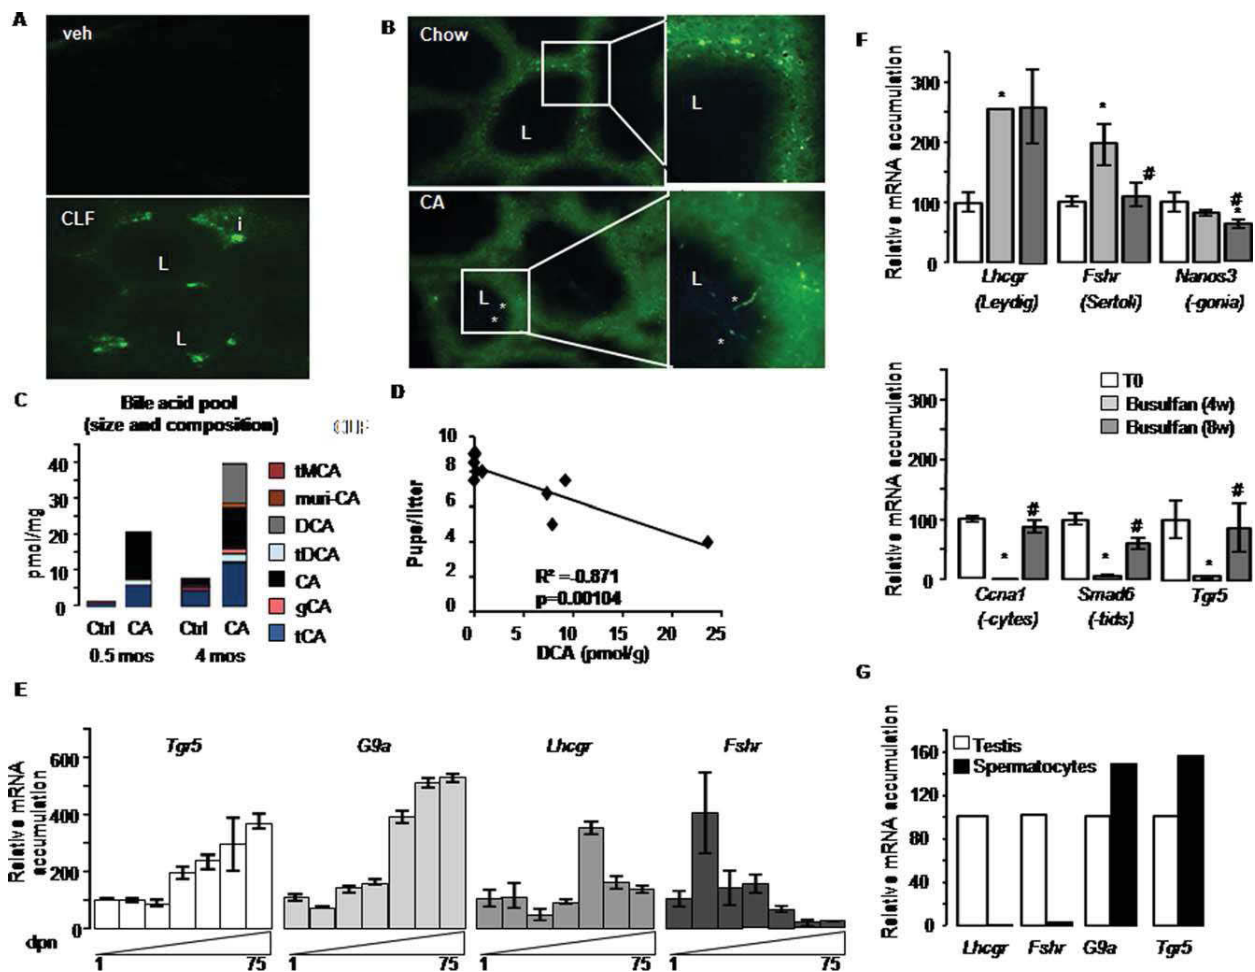 A
veh
CLF
i
L
L
B
Chow
L
L
CA
L
*
*
L
*
*
C
Bile acid pool
(size and composition)
pmol/mg
40
30
20
10
0
Ctrl CA Ctrl CA
0.5 mos 4 mos
tMCA
muri-CA
DCA
tDCA
CA
gCA
tCA
D
Pups/litter
10
8
6
4
2
0
R² =-0.871
p=0.00104
0 5 10 15 20 25
DCA (pmol/g)
E
Relative mRNA
accumulation
600
400
200
0
Tgr5 G9a Lhcgr Fshr
dpn
1 75 1 75 1 75 1 75
F
Relative mRNA accumulation
300
200
100
0
* * # # *
Lhcgr Fshr Nanos3
(Leydig) (Sertoli) (-gonia)
Relative mRNA accumulation
300
200
100
0
T0
Busulfan (4w)
Busulfan (8w)
* # * # * #
Ccna1 Smad6 Tgr5
(-cytes) (-tids)
G
Relative mRNA accumulation
160
120
80
40
0
Testis
Spermatocytes
Lhcgr Fshr G9a Tgr5